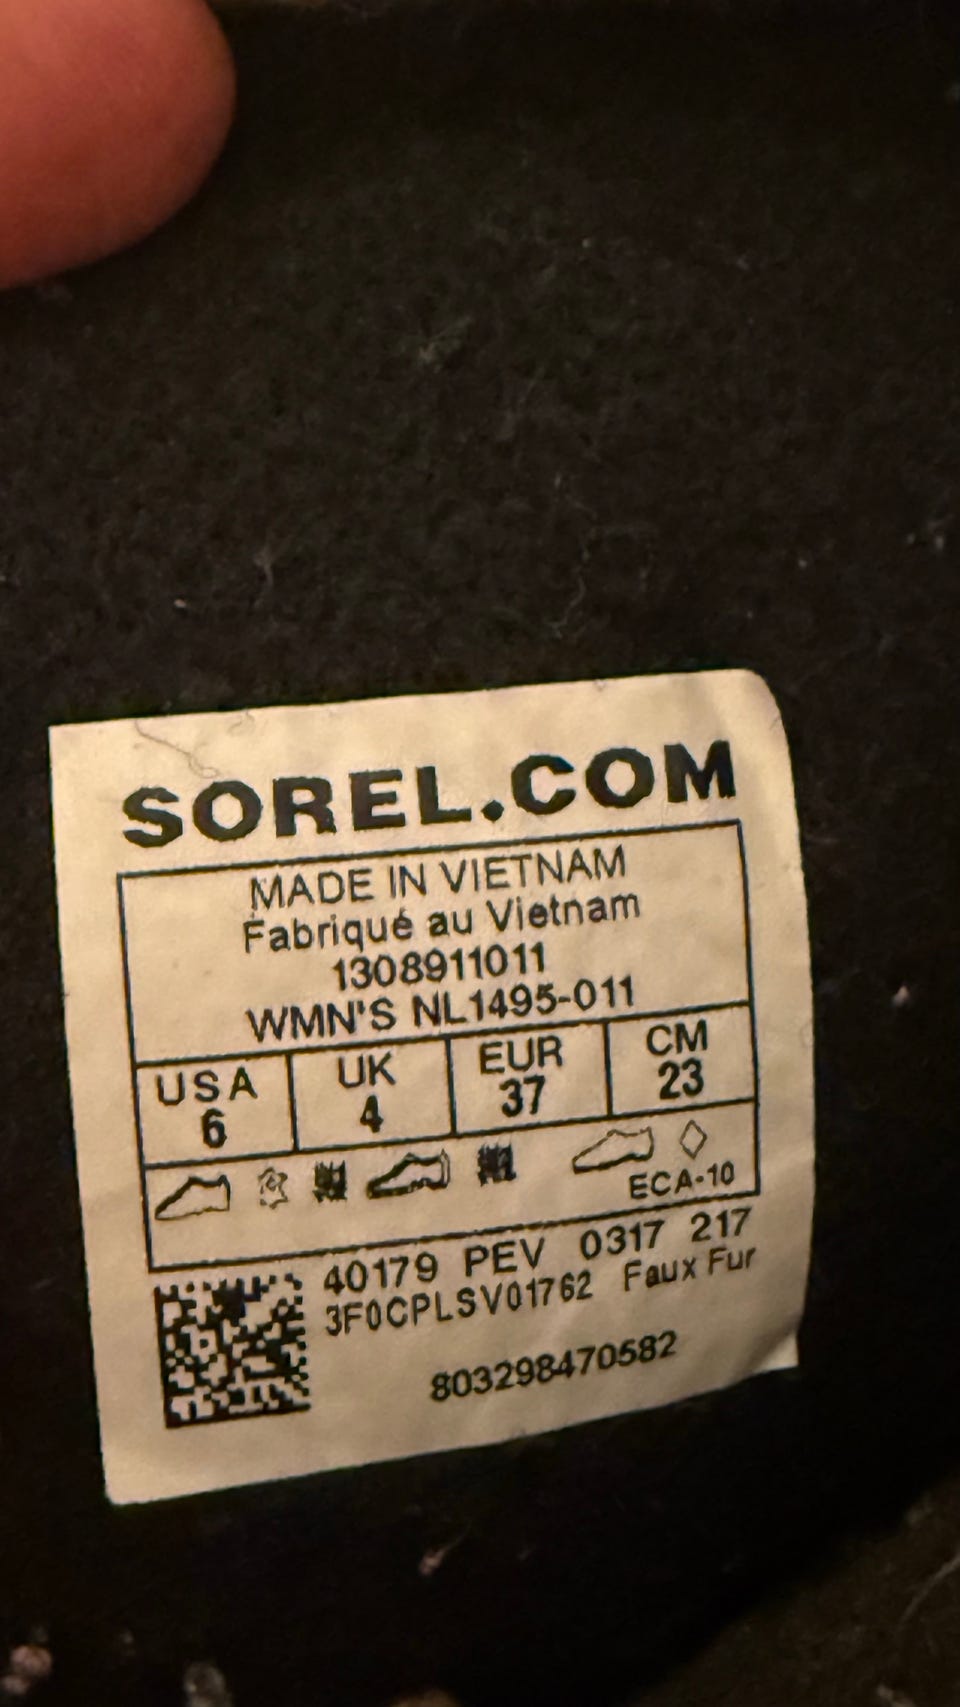 SOREL.COM
MADE IN VIETNAM
Fabriqué au Vietnam
1308911011
WMN'S NL1495-011
USA UK EUR CM
6 4 37 23
ECA-10
40179 PEV 0317 217
3F0CPLSV01762 Faux Fur
803298470582